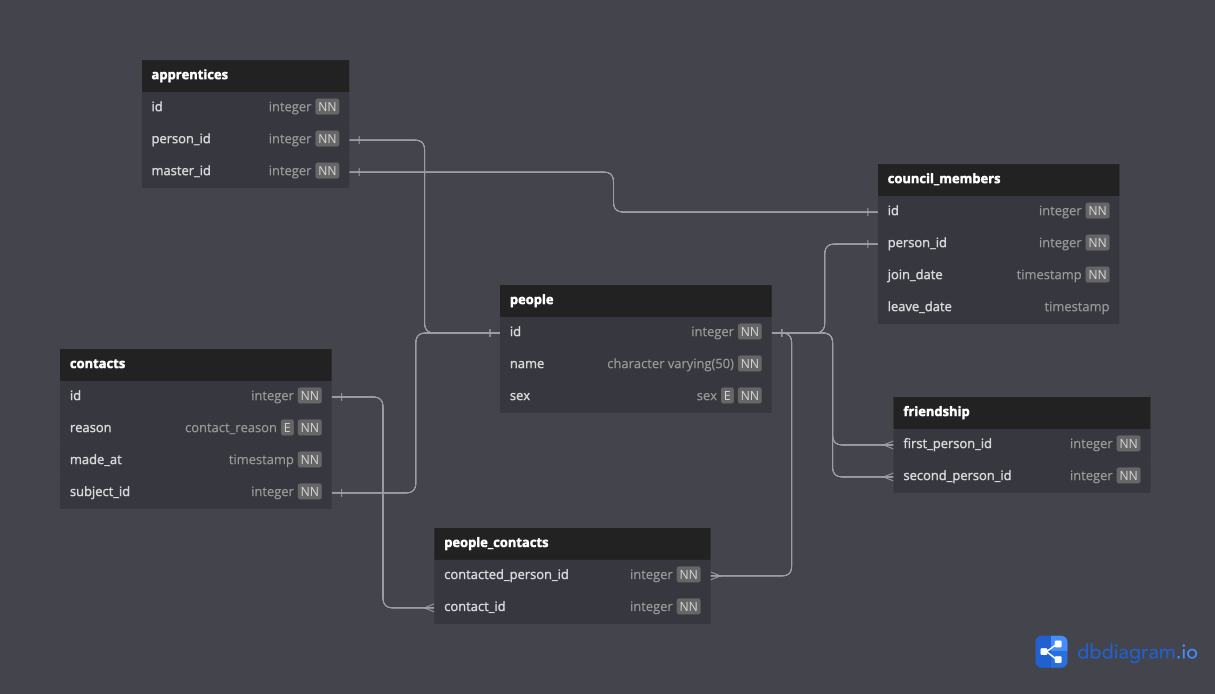 apprentices
id integer NN
person_id integer NN
master_id integer NN
council_members
id integer NN
person_id integer NN
join_date timestamp NN
leave_date timestamp
people
id integer NN
name character varying(50) NN
sex sex E NN
contacts
id integer NN
reason contact_reason E NN
made_at timestamp NN
subject_id integer NN
friendship
first_person_id integer NN
second_person_id integer NN
people_contacts
contacted_person_id integer NN
contact_id integer NN
dbdiagram.io